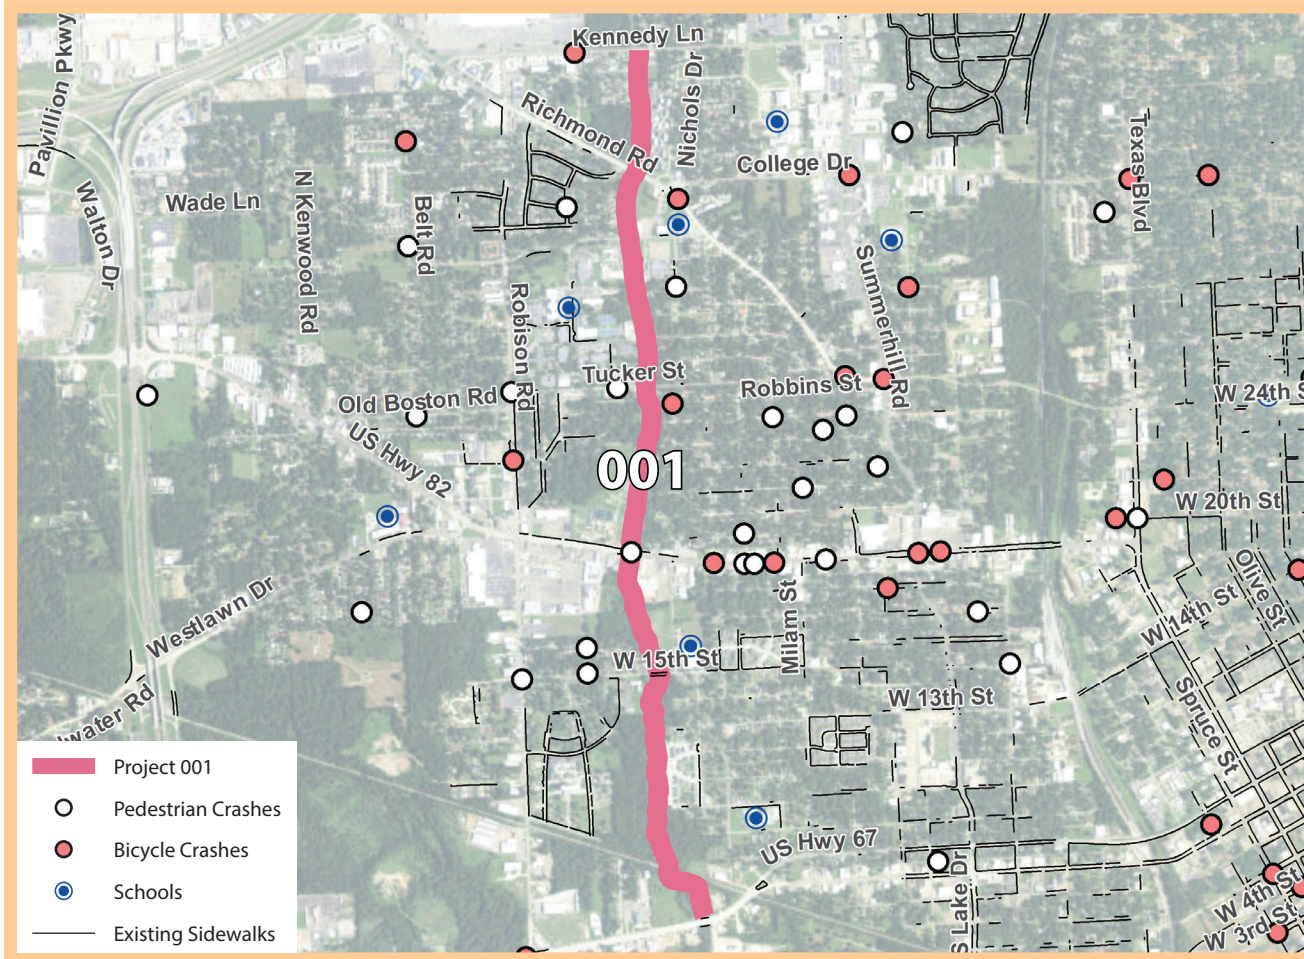 Kennedy Ln
Pavillion Pkwy
Nichols Dr
Richmond Rd
College Dr
Texas Blvd
Walton Dr
Wade Ln
N Kenwood Rd
Belt Rd
Summerhill Rd
Robison Rd
Tucker St
Robbins St
Old Boston Rd
W 24th S
US Hwy 82
001
W 20th St
Olive St
Westlawn Dr
Milam St
W 14th St
W 15th St
W 13th St
Spruce St
lwater Rd
US Hwy 67
S Lake Dr
W 4th St
W 3rd St
Project 001
Pedestrian Crashes
Bicycle Crashes
Schools
Existing Sidewalks